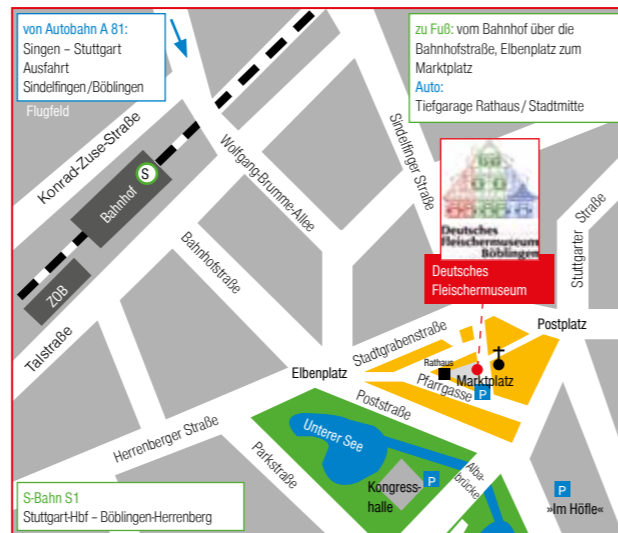 von Autobahn A 81:
Singen – Stuttgart
Ausfahrt
Sindelfingen/Böblingen
zu Fuß: vom Bahnhof über die
Bahnhofstraße, Elbenplatz zum
Marktplatz
Auto:
Tiefgarage Rathaus/ Stadtmitte
Flugfeld
Konrad-Zuse-Straße
S
Bahnhof
ZOB
Talstraße
Wolfgang-Brumme-Allee
Bahnhofstraße
Sindelfinger Straße
Stuttgarter Straße
Deutsches
Fleischermuseum
Böblingen
Deutsches
Fleischermuseum
Postplatz
Stadtgrabenstraße
Elbenplatz
Rathaus
Marktplatz
Pfarrgasse
P
Poststraße
Herrenberger Straße
Unterer See
Parkstraße
Kongress-
halle
P
Alba-
brücke
P
»Im Höfle«
S-Bahn S1
Stuttgart-Hbf – Böblingen-Herrenberg